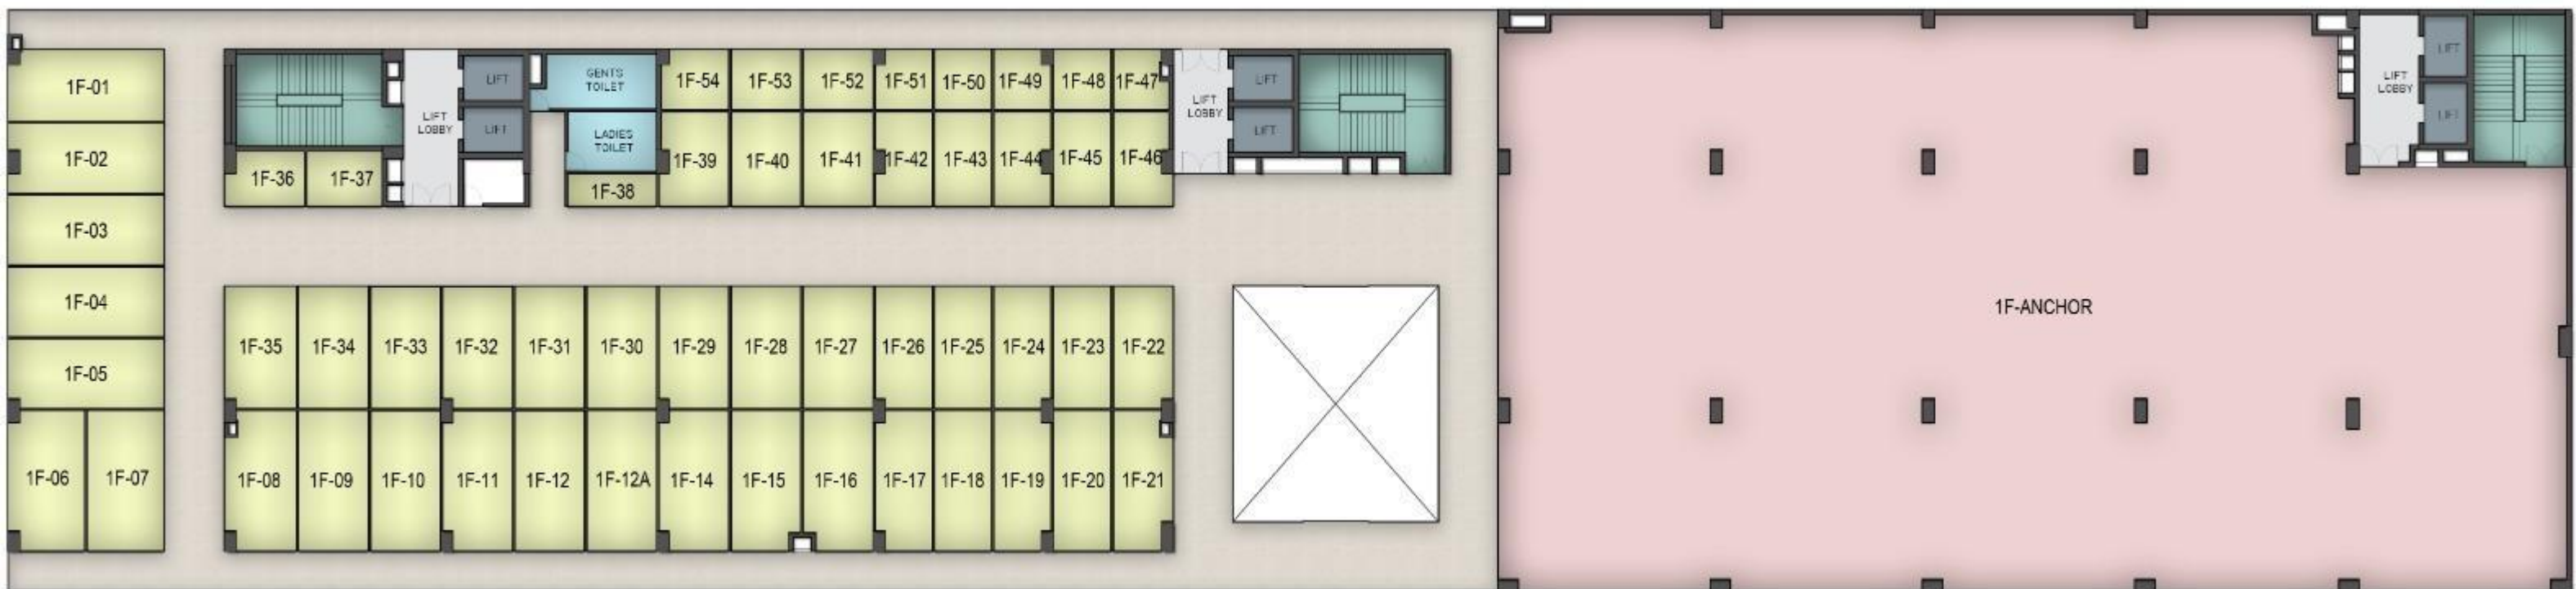 1F-01
1F-02
1F-03
1F-04
1F-05
1F-06
1F-07
1F-36
1F-37
LIFT
LOBBY
LIFT
LIFT
GENTS
TOILET
LADIES
TOILET
1F-38
1F-54
1F-53
1F-52
1F-51
1F-50
1F-49
1F-48
1F-47
1F-39
1F-40
1F-41
1F-42
1F-43
1F-44
1F-45
1F-46
LIFT
LOBBY
LIFT
LIFT
1F-35
1F-34
1F-33
1F-32
1F-31
1F-30
1F-29
1F-28
1F-27
1F-26
1F-25
1F-24
1F-23
1F-22
1F-08
1F-09
1F-10
1F-11
1F-12
1F-12A
1F-14
1F-15
1F-16
1F-17
1F-18
1F-19
1F-20
1F-21
1F-ANCHOR
LIFT
LOBBY
LIFT
LIFT